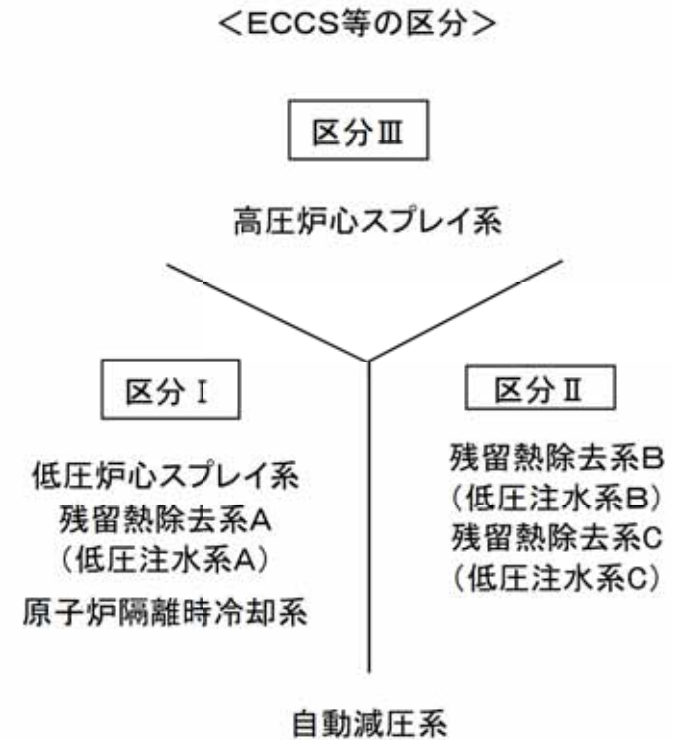 ＜ECCS等の区分＞
区分Ⅲ
高圧炉心スプレイ系
区分Ⅰ
低圧炉心スプレイ系
残留熱除去系A
（低圧注水系A）
原子炉隔離時冷却系
区分Ⅱ
残留熱除去系B
（低圧注水系B）
残留熱除去系C
（低圧注水系C）
自動減圧系